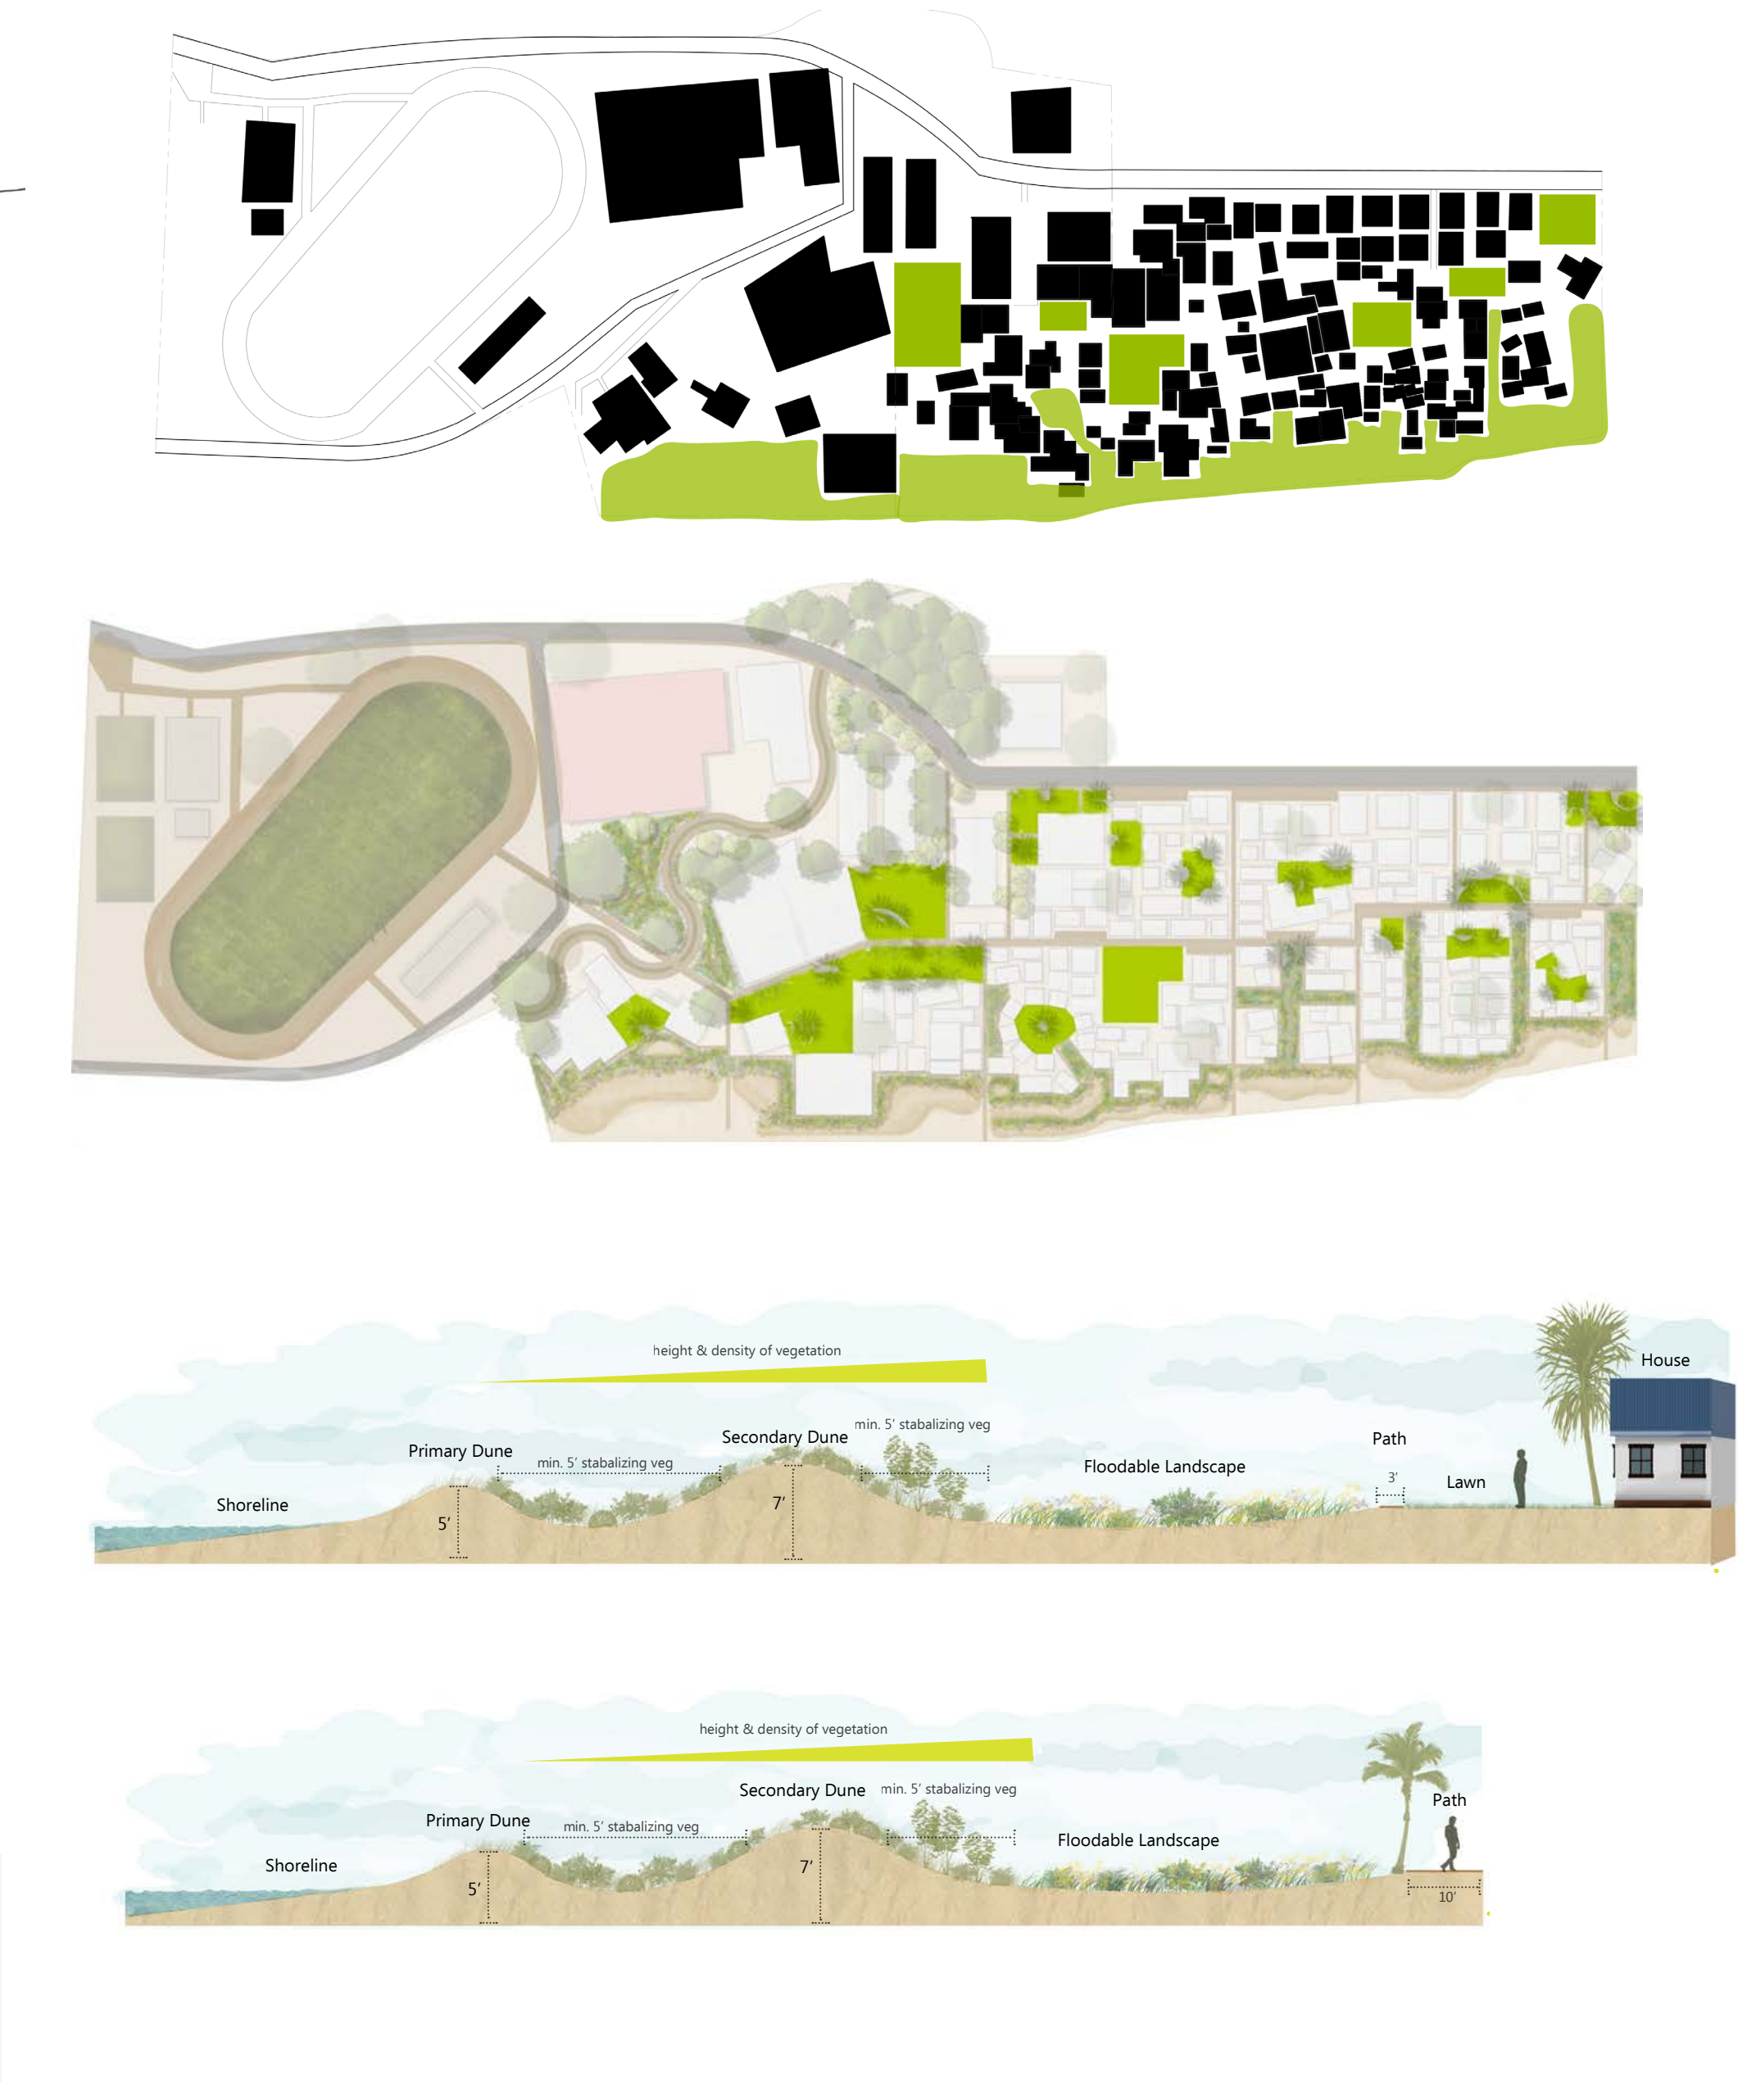 height & density of vegetation
House
min. 5’ stabalizing veg
Secondary Dune
Path
Primary Dune
min. 5’ stabalizing veg
Floodable Landscape
3’
Lawn
Shoreline
7’
5’
height & density of vegetation
Secondary Dune
min. 5’ stabalizing veg
Path
Primary Dune
min. 5’ stabalizing veg
Floodable Landscape
Shoreline
7’
5’
10’